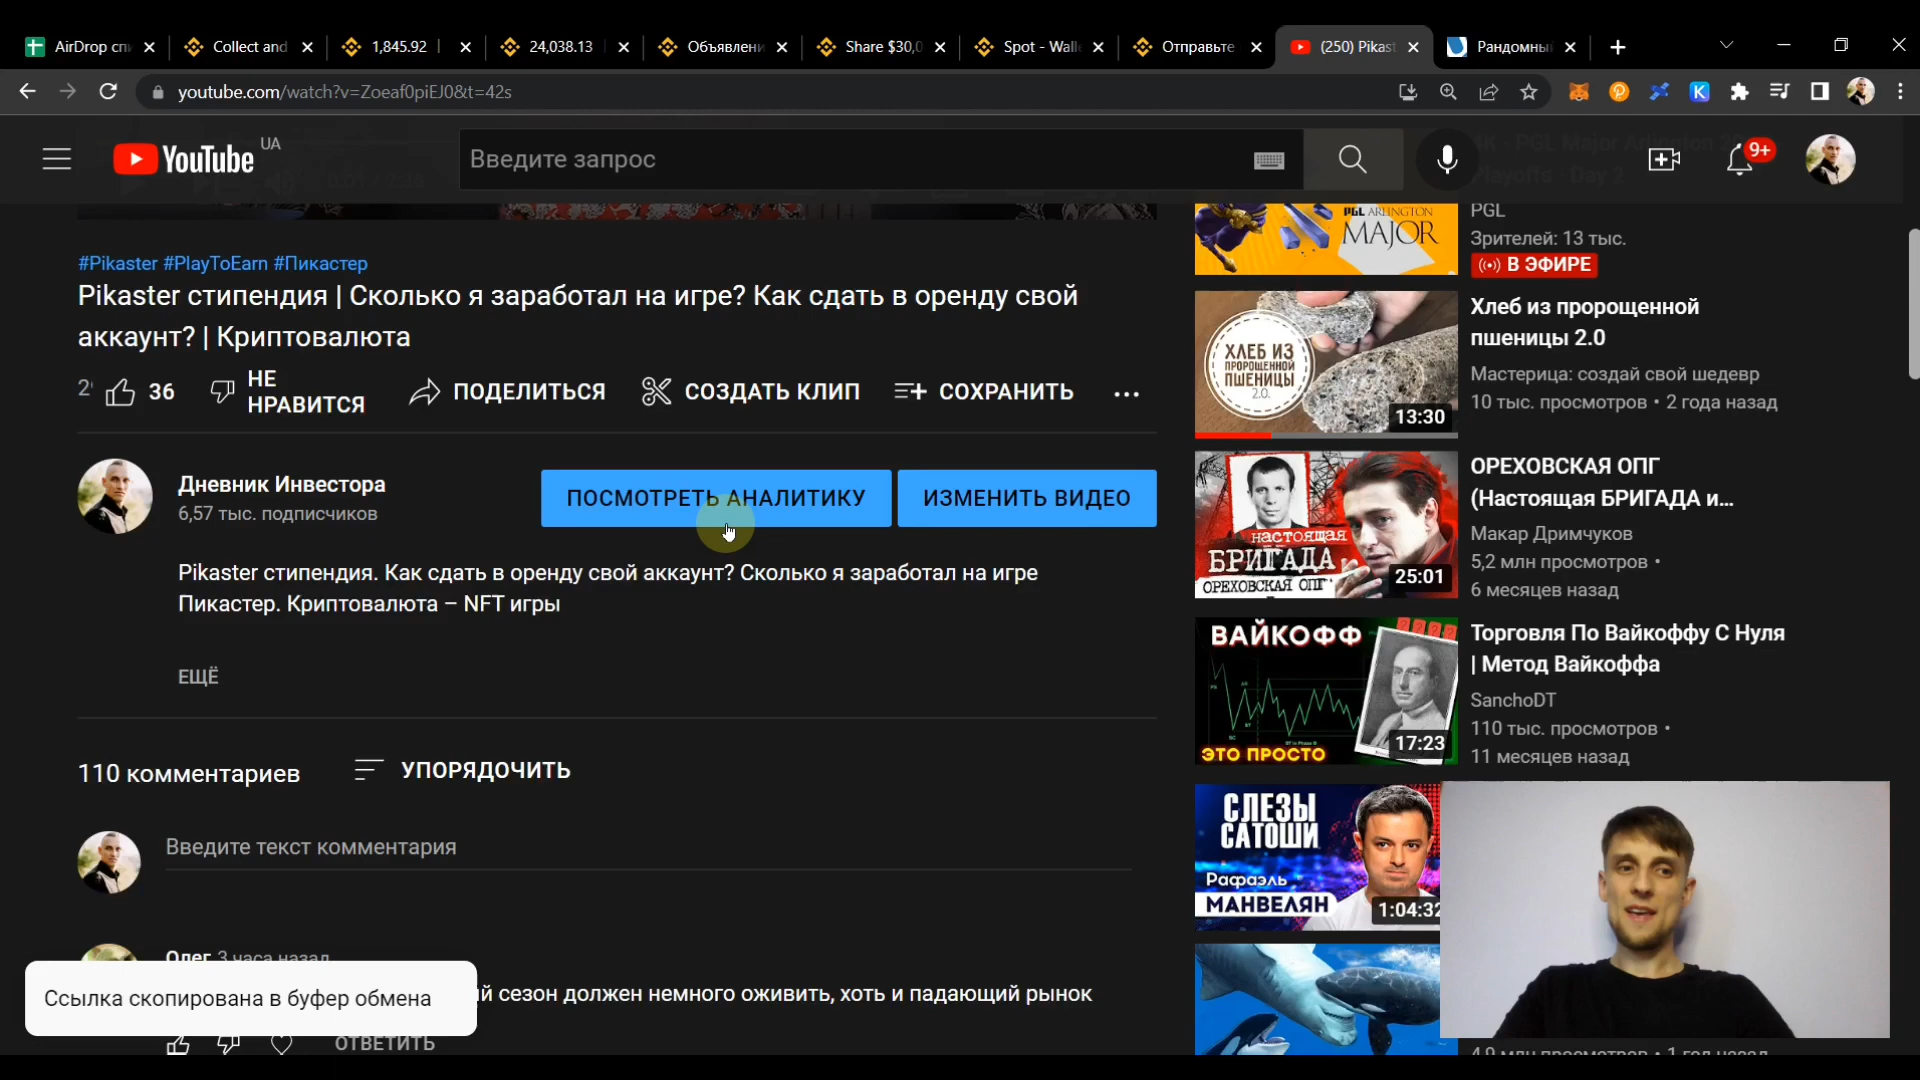 AirDrop сп
Collect and
1,845.92 |
24,038.13
Объявлени
Share $30,0
Spot - Wall
Отправьте
(250) Pikast
Рандомны
youtube.com/watch?v=Zoeaf0piEJ0&t=42s
YouTube UA
Введите запрос
9+
PGL ARLINGTON
MAJOR
PGL
Зрителей: 13 тыс.
В ЭФИРЕ
#Pikaster #PlayToEarn #Пикастер
Pikaster стипендия | Сколько я заработал на игре? Как сдать в оренду свой
аккаунт? | Криптовалюта
36
НЕ
НРАВИТСЯ
ПОДЕЛИТЬСЯ
СОЗДАТЬ КЛИП
СОХРАНИТЬ
Дневник Инвестора
6,57 тыс. подписчиков
ПОСМОТРЕТЬ АНАЛИТИКУ
ИЗМЕНИТЬ ВИДЕО
Pikaster стипендия. Как сдать в оренду свой аккаунт? Сколько я заработал на игре
Пикастер. Криптовалюта – NFT игры
ЕЩЁ
110 комментариев
УПОРЯДОЧИТЬ
Введите текст комментария
Олег 3 часа назад
й сезон должен немного оживить, хоть и падающий рынок
ОТВЕТИТЬ
Ссылка скопирована в буфер обмена
ХЛЕБ ИЗ
ПРОРОЩЕННОЙ
ПШЕНИЦЫ
2.0.
13:30
Хлеб из пророщенной
пшеницы 2.0
Мастерица: создай свой шедевр
10 тыс. просмотров • 2 года назад
настоящая
БРИГАДА
ОРЕХОВСКАЯ ОПГ
25:01
ОРЕХОВСКАЯ ОПГ
(Настоящая БРИГАДА и...
Макар Дримчуков
5,2 млн просмотров •
6 месяцев назад
ВАЙКОФФ
ЭТО ПРОСТО
17:23
Торговля По Вайкоффу С Нуля
| Метод Вайкоффа
SanchoDT
110 тыс. просмотров •
11 месяцев назад
СЛЕЗЫ
САТОШИ
Рафаэль
МАНВЕЛЯН
1:04:32